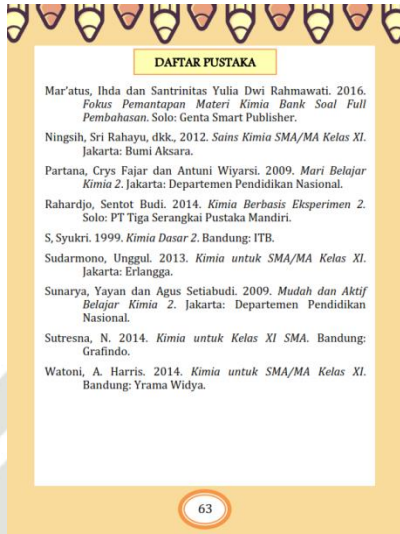 DAFTAR PUSTAKA
Mar'atus, Ihda dan Santrinitas Yulia Dwi Rahmawati. 2016.
Fokus Pemantapan Materi Kimia Bank Soal Full
Pembahasan. Solo: Genta Smart Publisher.
Ningsih, Sri Rahayu, dkk., 2012. Sains Kimia SMA/MA Kelas XI.
Jakarta: Bumi Aksara.
Partana, Crys Fajar dan Antuni Wiyarsi. 2009. Mari Belajar
Kimia 2. Jakarta: Departemen Pendidikan Nasional.
Rahardjo, Sentot Budi. 2014. Kimia Berbasis Eksperimen 2.
Solo: PT Tiga Serangkai Pustaka Mandiri.
S, Syukri. 1999. Kimia Dasar 2. Bandung: ITB.
Sudarmono, Unggul. 2013. Kimia untuk SMA/MA Kelas XI.
Jakarta: Erlangga.
Sunarya, Yayan dan Agus Setiabudi. 2009. Mudah dan Aktif
Belajar Kimia 2. Jakarta: Departemen Pendidikan
Nasional.
Sutresna, N. 2014. Kimia untuk Kelas XI SMA. Bandung:
Grafindo.
Watoni, A. Harris. 2014. Kimia untuk SMA/MA Kelas XI.
Bandung: Yrama Widya.
63